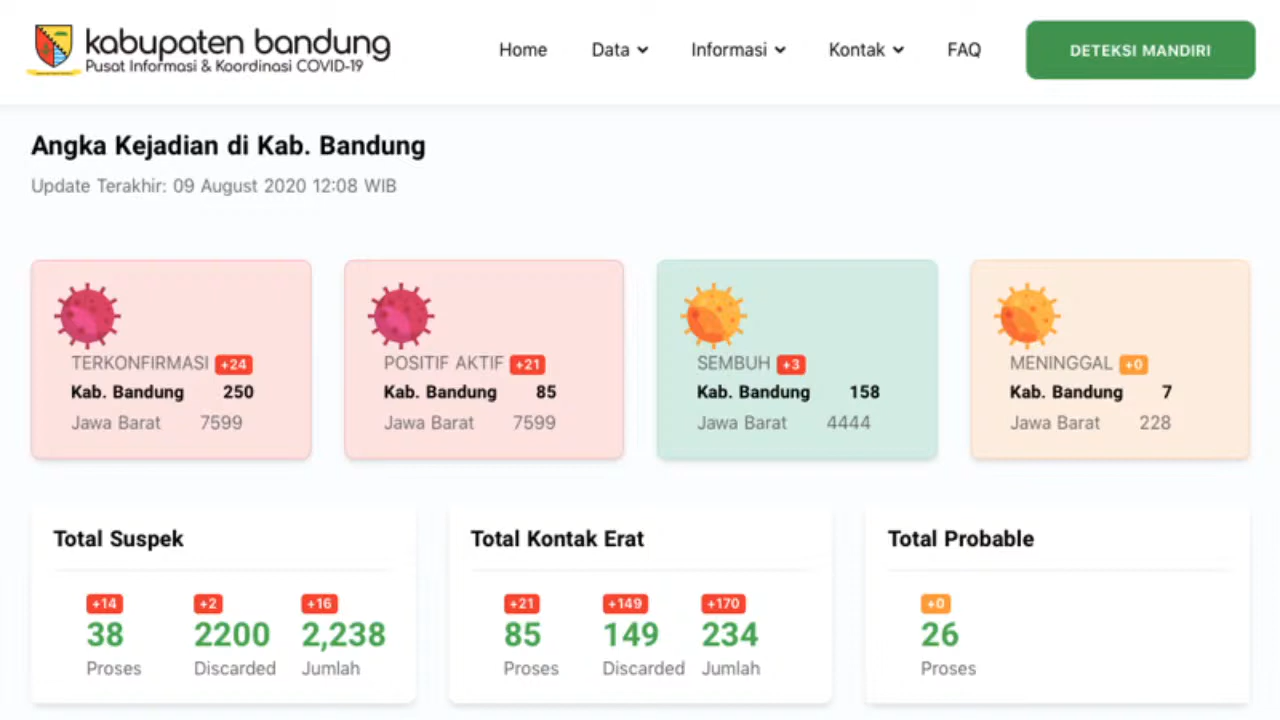 kabupaten bandung
Pusat Informasi & Koordinasi COVID-19
Home Data Informasi Kontak FAQ DETEKSI MANDIRI
Angka Kejadian di Kab. Bandung
Update Terakhir: 09 August 2020 12:08 WIB
TERKONFIRMASI +24
Kab. Bandung 250
Jawa Barat 7599
POSITIF AKTIF +21
Kab. Bandung 85
Jawa Barat 7599
SEMBUH +3
Kab. Bandung 158
Jawa Barat 4444
MENINGGAL +0
Kab. Bandung 7
Jawa Barat 228
Total Suspek
+14 +2 +16
38 2200 2,238
Proses Discarded Jumlah
Total Kontak Erat
+21 +149 +170
85 149 234
Proses Discarded Jumlah
Total Probable
+0
26
Proses